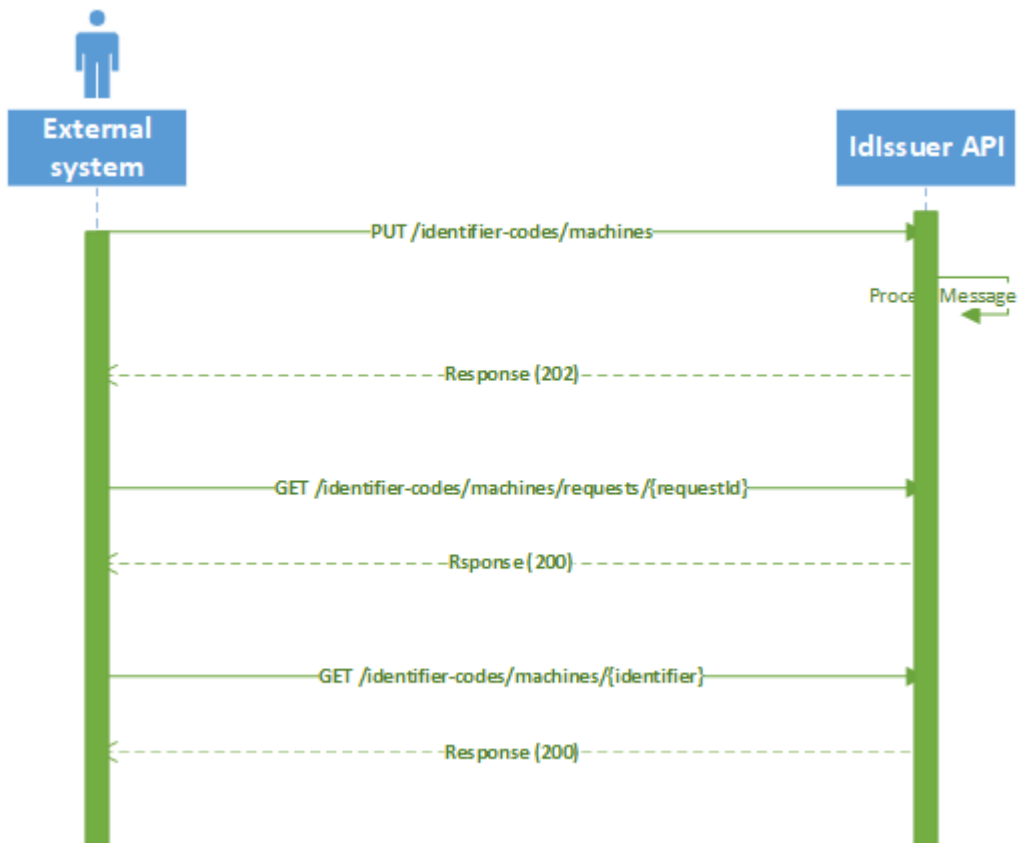 External
system
IdIssuer API
PUT /identifier-codes/machines
Proce Message
Response (202)
GET /identifier-codes/machines/requests/{requestId}
Rsponse (200)
GET /identifier-codes/machines/{identifier}
Response (200)